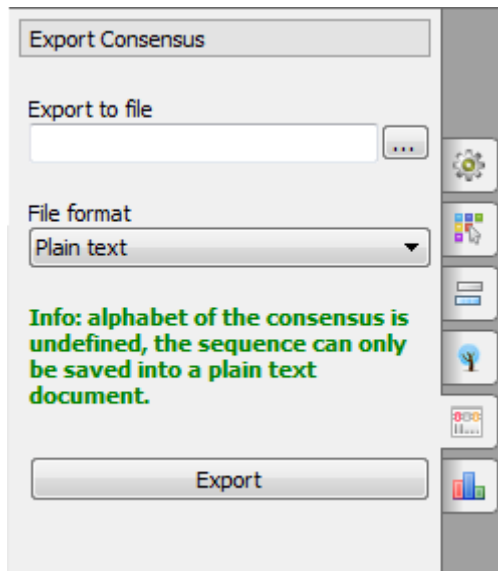 Export Consensus
Export to file
...
File format
Plain text
Info: alphabet of the consensus is
undefined, the sequence can only
be saved into a plain text
document.
Export